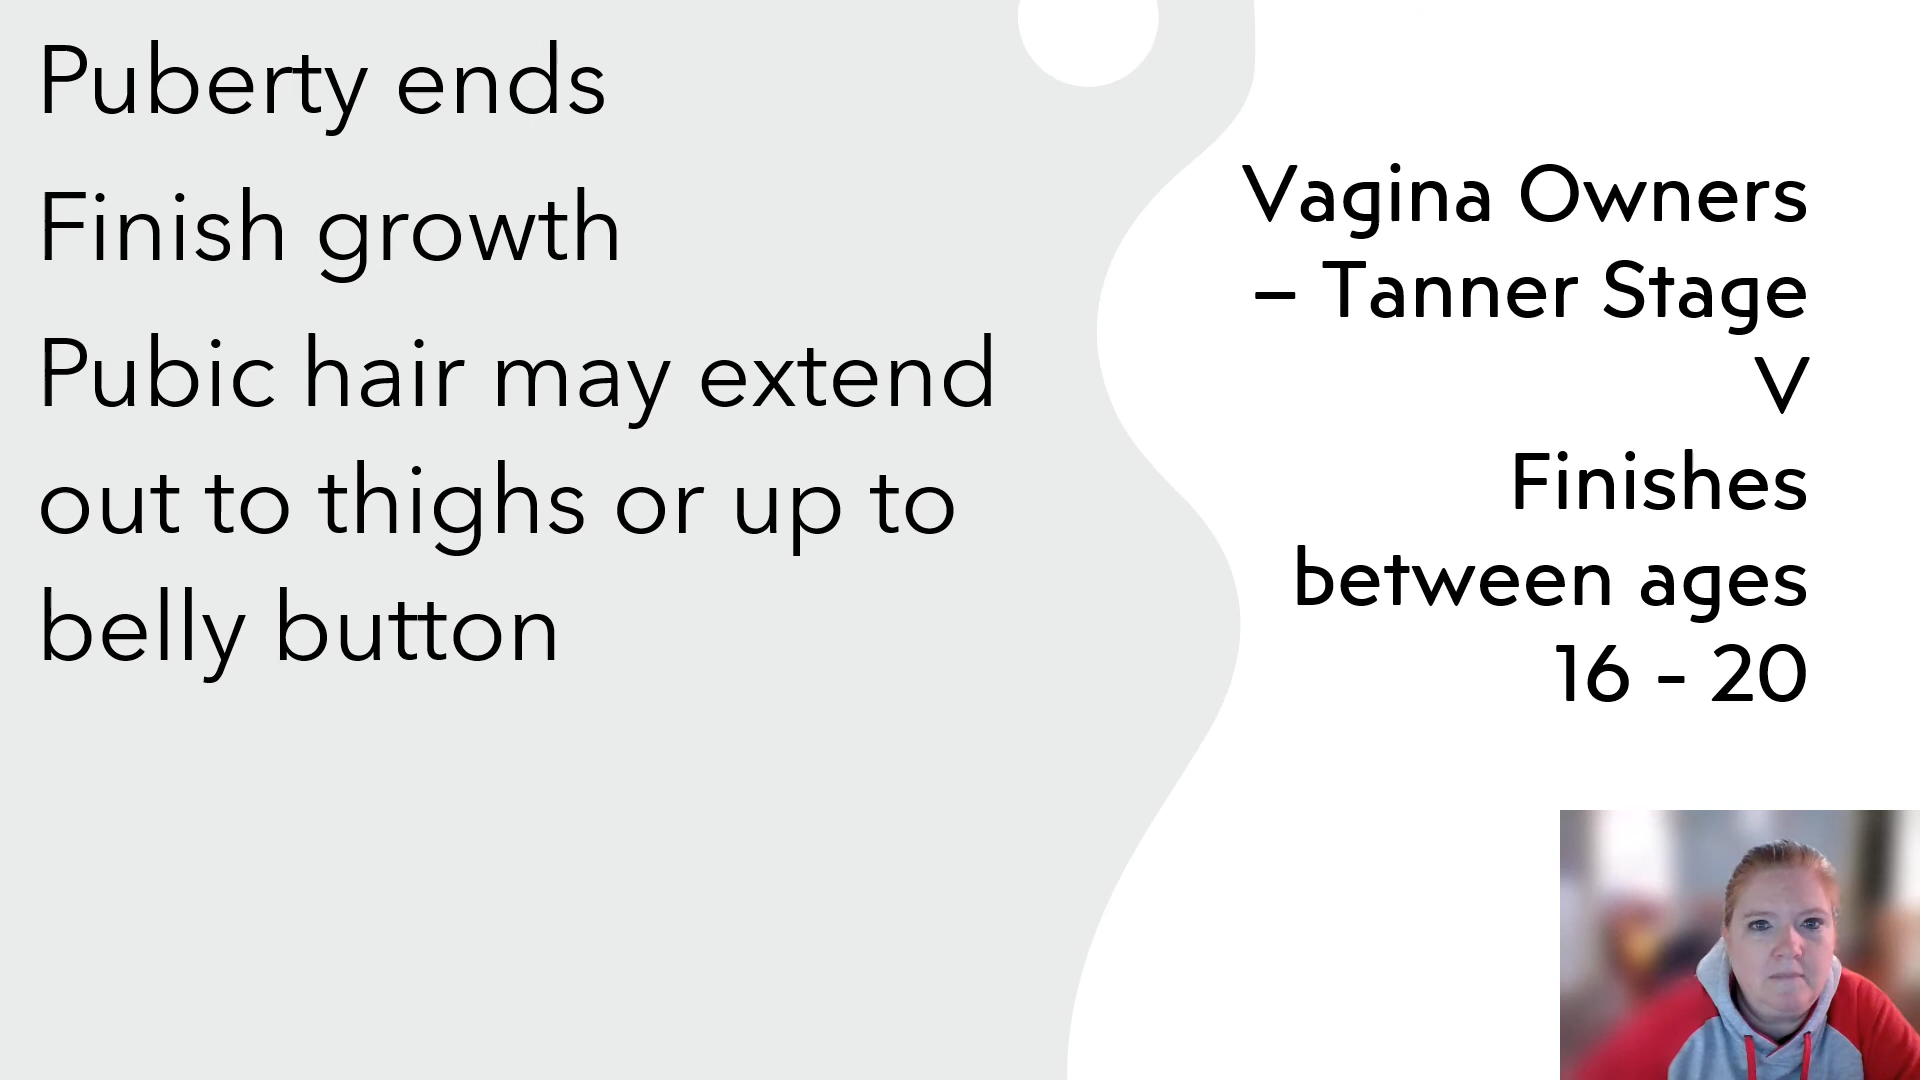 Puberty ends
Finish growth
Pubic hair may extend
out to thighs or up to
belly button
Vagina Owners
– Tanner Stage
V
Finishes
between ages
16 - 20